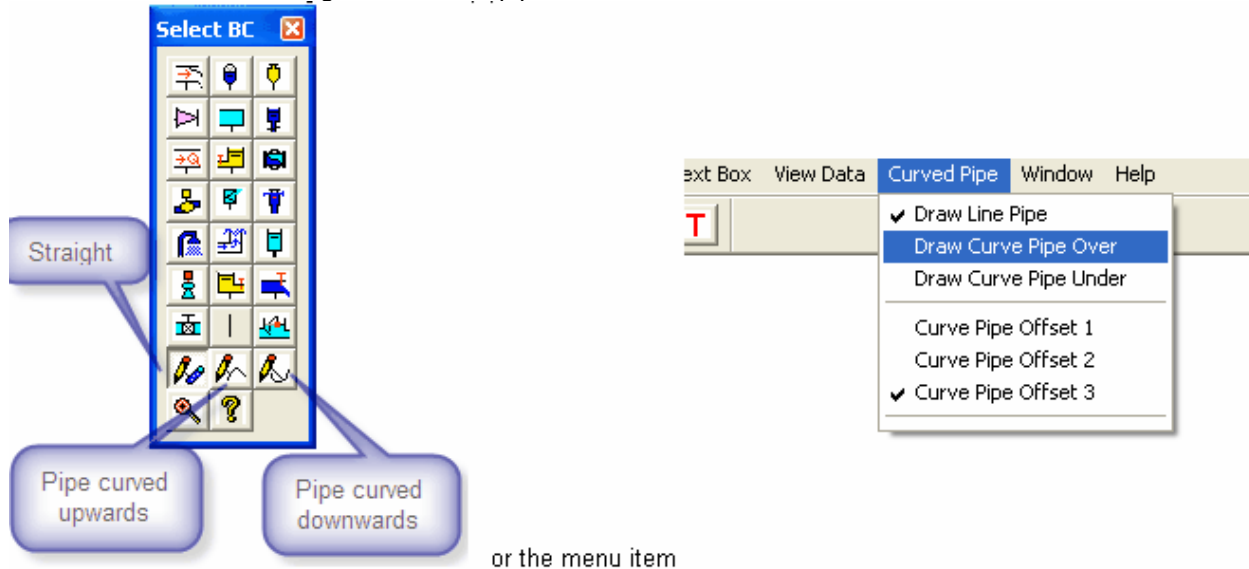 Select BC
Straight
Pipe curved
upwards
Pipe curved
downwards
or the menu item
ext Box View Data Curved Pipe Window Help
T
Draw Line Pipe
Draw Curve Pipe Over
Draw Curve Pipe Under
Curve Pipe Offset 1
Curve Pipe Offset 2
Curve Pipe Offset 3